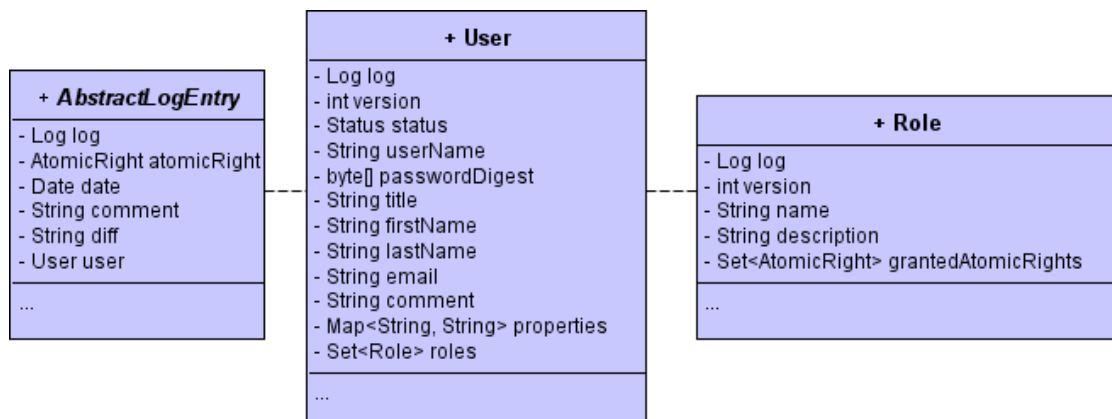 + AbstractLogEntry
- Log log
- AtomicRight atomicRight
- Date date
- String comment
- String diff
- User user
...
+ User
- Log log
- int version
- Status status
- String userName
- byte[] passwordDigest
- String title
- String firstName
- String lastName
- String email
- String comment
- Map<String, String> properties
- Set<Role> roles
...
+ Role
- Log log
- int version
- String name
- String description
- Set<AtomicRight> grantedAtomicRights
...